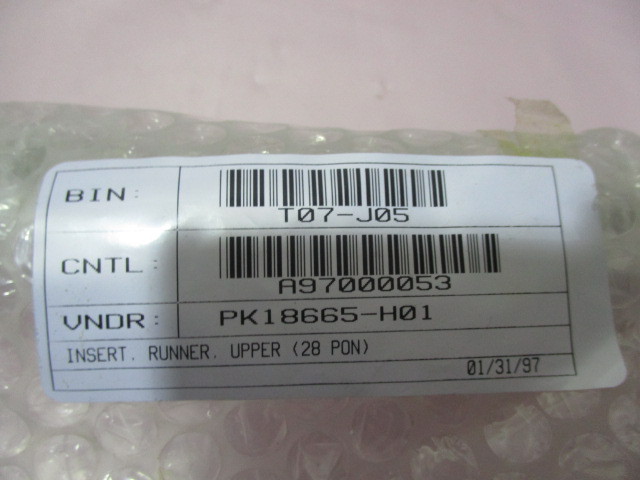 BIN: T07-J05
CNTL: A97000053
VNDR: PK18665-H01
INSERT, RUNNER, UPPER (28 PON)
01/31/97